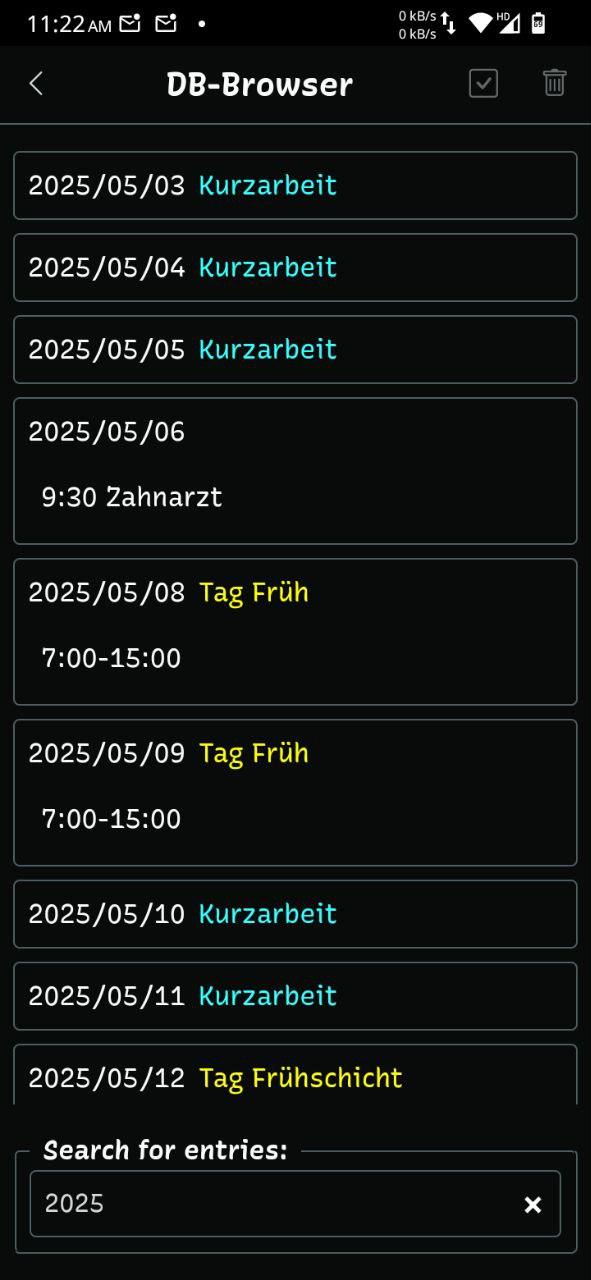 11:22 AM
0 kB/s
0 kB/s
HD
69
DB-Browser
2025/05/03 Kurzarbeit
2025/05/04 Kurzarbeit
2025/05/05 Kurzarbeit
2025/05/06
9:30 Zahnarzt
2025/05/08 Tag Früh
7:00-15:00
2025/05/09 Tag Früh
7:00-15:00
2025/05/10 Kurzarbeit
2025/05/11 Kurzarbeit
2025/05/12 Tag Frühschicht
Search for entries:
2025